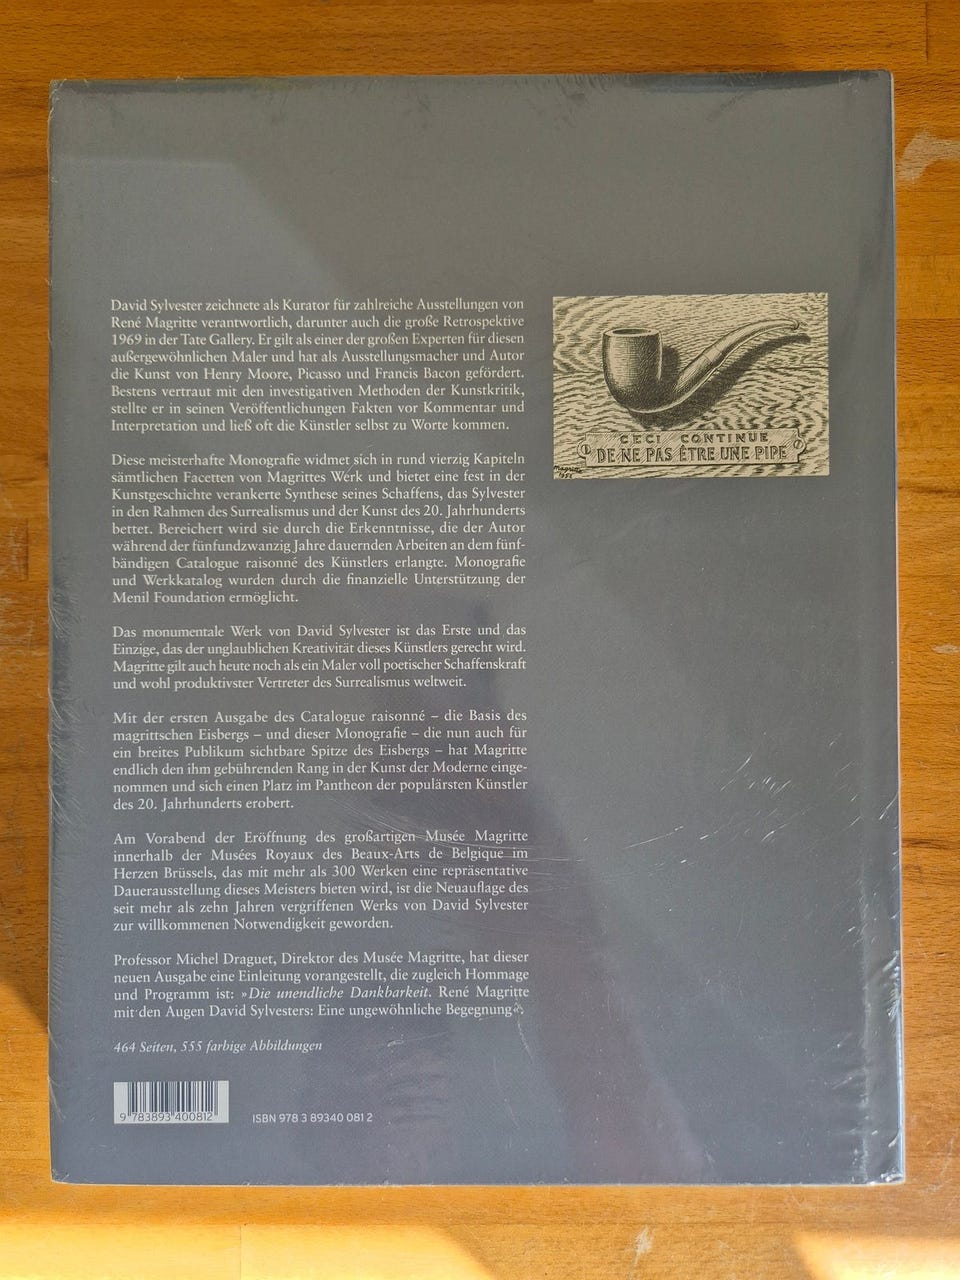 David Sylvester zeichnete als Kurator für zahlreiche Ausstellungen von
René Magritte verantwortlich, darunter auch die große Retrospektive
1969 in der Tate Gallery. Er gilt als einer der großen Experten für diesen
außergewöhnlichen Maler und hat als Ausstellungsmacher und Autor
die Kunst von Henry Moore, Picasso und Francis Bacon gefördert.
Bestens vertraut mit den investigativen Methoden der Kunstkritik,
stellte er in seinen Veröffentlichungen Fakten vor Kommentar und
Interpretation und ließ oft die Künstler selbst zu Worte kommen.
Diese meisterhafte Monografie widmet sich in rund vierzig Kapiteln
sämtlichen Facetten von Magrittes Werk und bietet eine fest in der
Kunstgeschichte verankerte Synthese seines Schaffens, das Sylvester
in den Rahmen des Surrealismus und der Kunst des 20. Jahrhunderts
bettet. Bereichert wird sie durch die Erkenntnisse, die der Autor
während der fünfundzwanzig Jahre dauernden Arbeiten an dem fünf-
bändigen Catalogue raisonné des Künstlers erlangte. Monografie
und Werkkatalog wurden durch die finanzielle Unterstützung der
Menil Foundation ermöglicht.
Das monumentale Werk von David Sylvester ist das Erste und das
Einzige, das der unglaublichen Kreativität dieses Künstlers gerecht wird.
Magritte gilt auch heute noch als ein Maler voll poetischer Schaffenskraft
und wohl produktivster Vertreter des Surrealismus weltweit.
Mit der ersten Ausgabe des Catalogue raisonné – die Basis des
magrittschen Eisbergs – und dieser Monografie – die nun auch für
ein breites Publikum sichtbare Spitze des Eisbergs – hat Magritte
endlich den ihm gebührenden Rang in der Kunst der Moderne einge-
nommen und sich einen Platz im Pantheon der populärsten Künstler
des 20. Jahrhunderts erobert.
Am Vorabend der Eröffnung des großartigen Musée Magritte
innerhalb der Musées Royaux des Beaux-Arts de Belgique im
Herzen Brüssels, das mit mehr als 300 Werken eine repräsentative
Dauerausstellung dieses Meisters bieten wird, ist die Neuauflage des
seit mehr als zehn Jahren vergriffenen Werks von David Sylvester
zur willkommenen Notwendigkeit geworden.
Professor Michel Draguet, Direktor des Musée Magritte, hat dieser
neuen Ausgabe eine Einleitung vorangestellt, die zugleich Hommage
und Programm ist: »Die unendliche Dankbarkeit. René Magritte
mit den Augen David Sylvesters: Eine ungewöhnliche Begegnung«.
464 Seiten, 555 farbige Abbildungen
9 783893 400812
ISBN 978 3 89340 081 2
CECI CONTINUE
DE NE PAS ÊTRE UNE PIPE
Magritte
1952